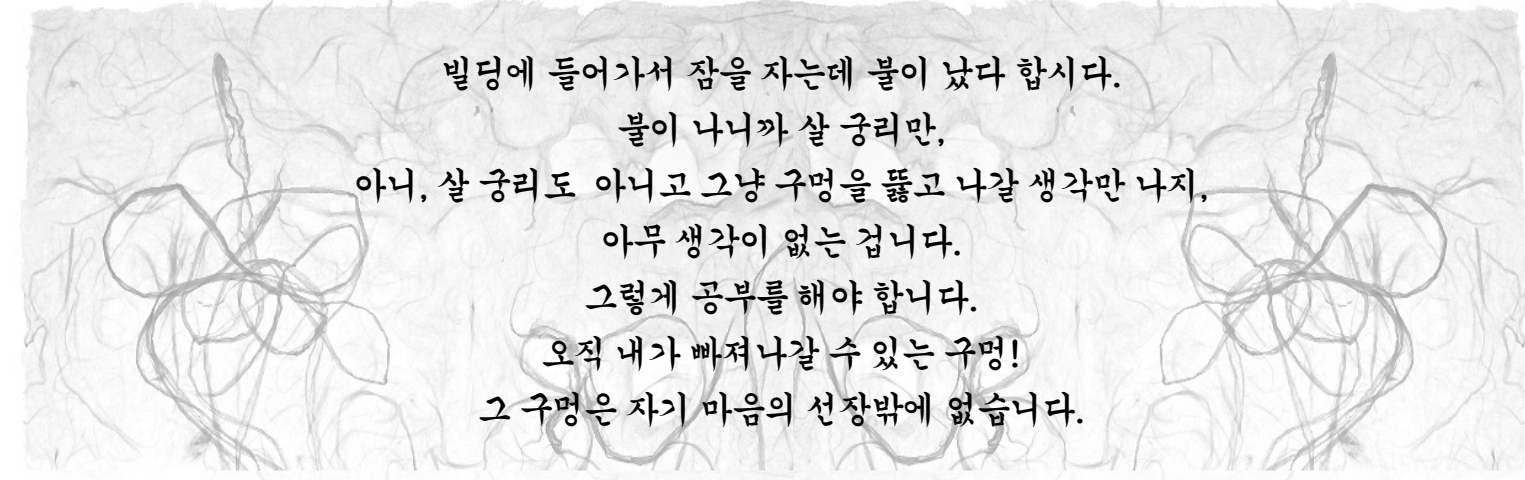 빌딩에 들어가서 잠을 자는데 불이 났다 합시다.
불이 나니까 살 궁리만,
아니, 살 궁리도 아니고 그냥 구멍을 뚫고 나갈 생각만 나지,
아무 생각이 없는 겁니다.
그렇게 공부를 해야 합니다.
오직 내가 빠져나갈 수 있는 구멍!
그 구멍은 자기 마음의 선장밖에 없습니다.